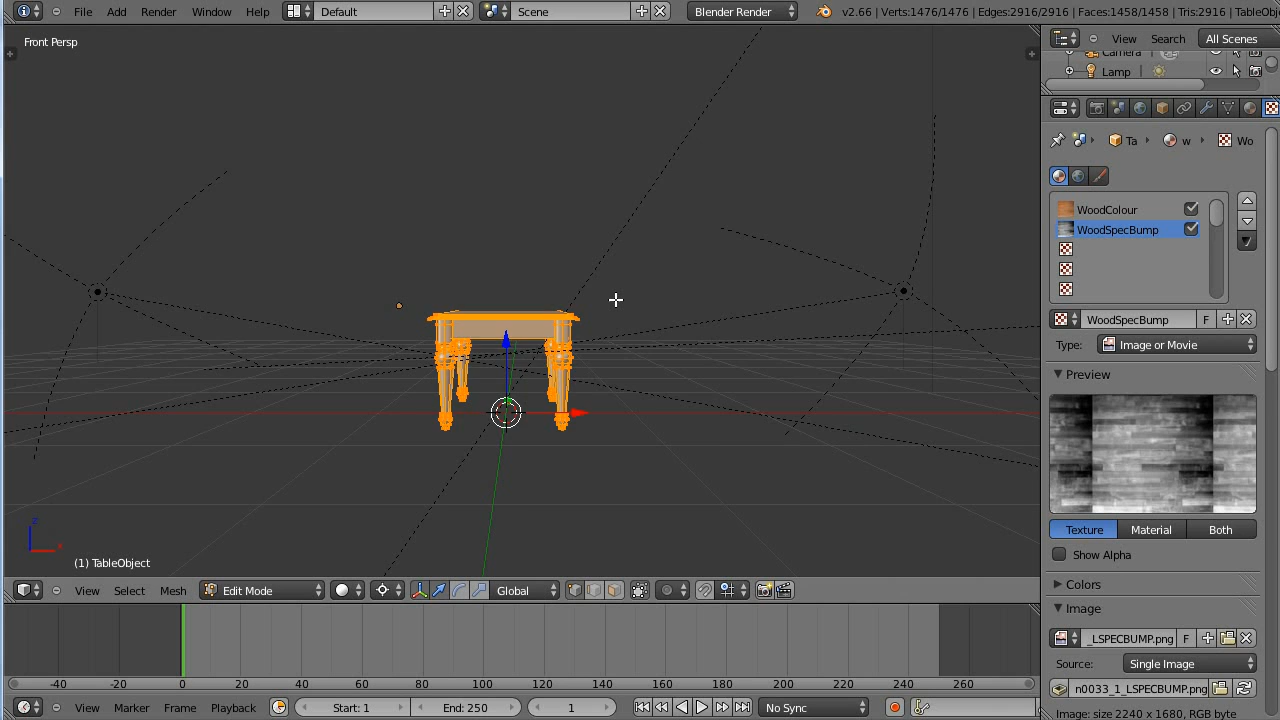 File Add Render Window Help Default Scene Blender Render v2.66 | Verts:1476/1476 | Edges:2916/2916 | Faces:1458/1458 | Tris:2916 | TableObje
Front Persp
View Search All Scenes
Camera
Lamp
Ta w Wo
WoodColour
WoodSpecBump
WoodSpecBump F
Type: Image or Movie
Preview
Texture Material Both
Show Alpha
Colors
Image
_LSPECBUMP.png F
Source: Single Image
n0033_1_LSPECBUMP.png
Image: size 2240 x 1680, RGB byte
z
x
(1) TableObject
View Select Mesh Edit Mode Global
-40 -20 0 20 40 60 80 100 120 140 160 180 200 220 240 260
View Marker Frame Playback Start: 1 End: 250 1 No Sync